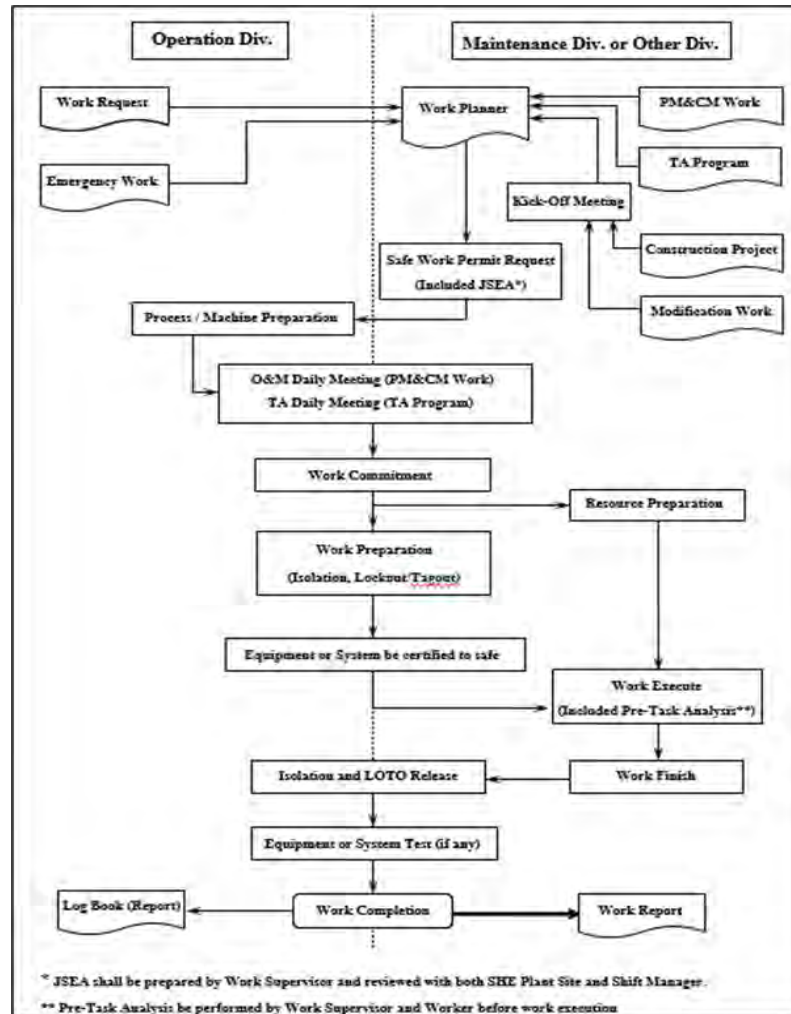 Operation Div.
Maintenance Div. or Other Div.
Work Request
Work Planner
PM&CM Work
Emergency Work
TA Program
Kick-Off Meeting
Safe Work Permit Request
(Included JSEA*)
Construction Project
Process / Machine Preparation
Modification Work
O&M Daily Meeting (PM&CM Work)
TA Daily Meeting (TA Program)
Work Commitment
Resource Preparation
Work Preparation
(Isolation, Lockout/Tagout)
Equipment or System be certified to safe
Work Execute
(Included Pre-Task Analysis**)
Isolation and LOTO Release
Work Finish
Equipment or System Test (if any)
Log Book (Report)
Work Completion
Work Report
* JSEA shall be prepared by Work Supervisor and reviewed with both SHE Plant Site and Shift Manager.
** Pre-Task Analysis be performed by Work Supervisor and Worker before work execution